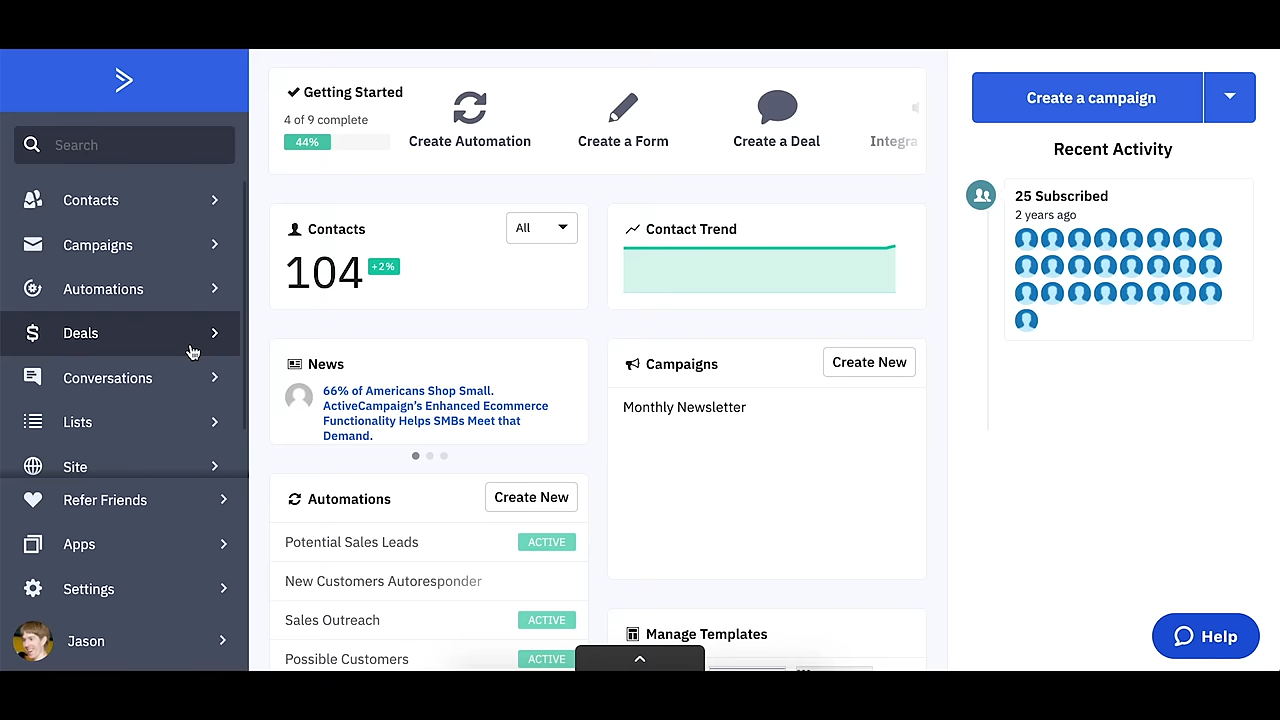 Search
Contacts
Campaigns
Automations
Deals
Conversations
Lists
Site
Refer Friends
Apps
Settings
Jason
Getting Started
4 of 9 complete
44%
Create Automation
Create a Form
Create a Deal
Integra
Contacts
All
104
+2%
Contact Trend
News
66% of Americans Shop Small.
ActiveCampaign's Enhanced Ecommerce
Functionality Helps SMBs Meet that
Demand.
Campaigns
Create New
Monthly Newsletter
Automations
Create New
Potential Sales Leads
ACTIVE
New Customers Autoresponder
Sales Outreach
ACTIVE
Possible Customers
ACTIVE
Manage Templates
Create a campaign
Recent Activity
25 Subscribed
2 years ago
Help